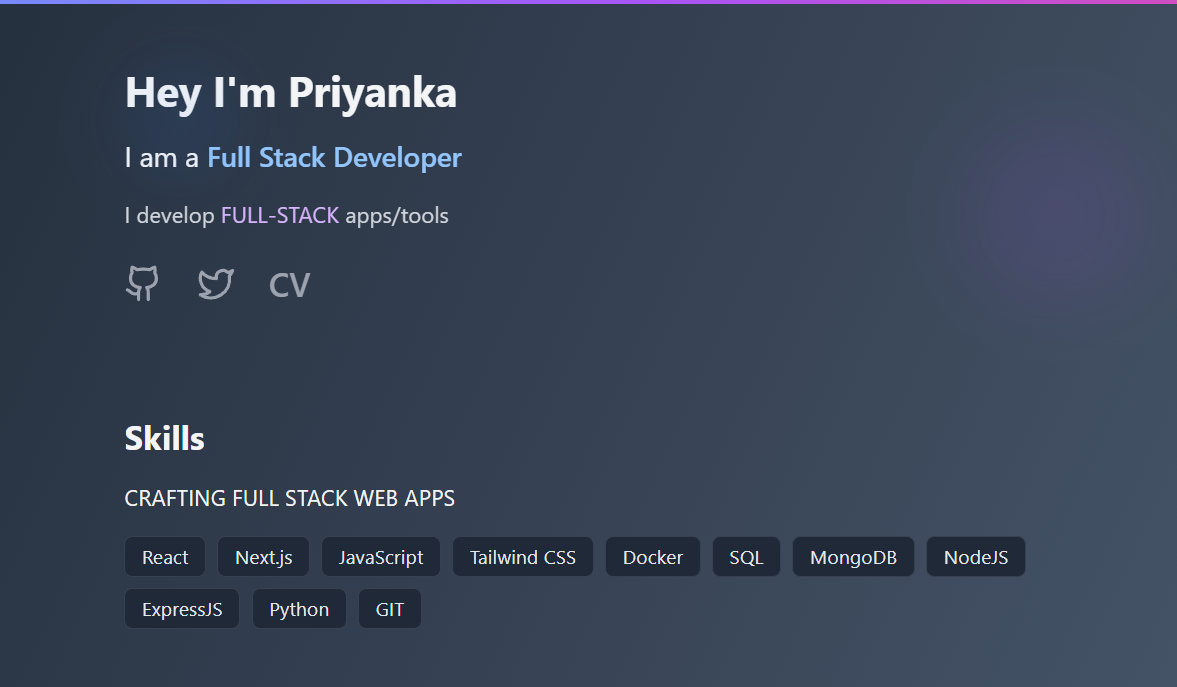 Hey I'm Priyanka
I am a Full Stack Developer
I develop FULL-STACK apps/tools
CV
Skills
CRAFTING FULL STACK WEB APPS
React Next.js JavaScript Tailwind CSS Docker SQL MongoDB NodeJS
ExpressJS Python GIT